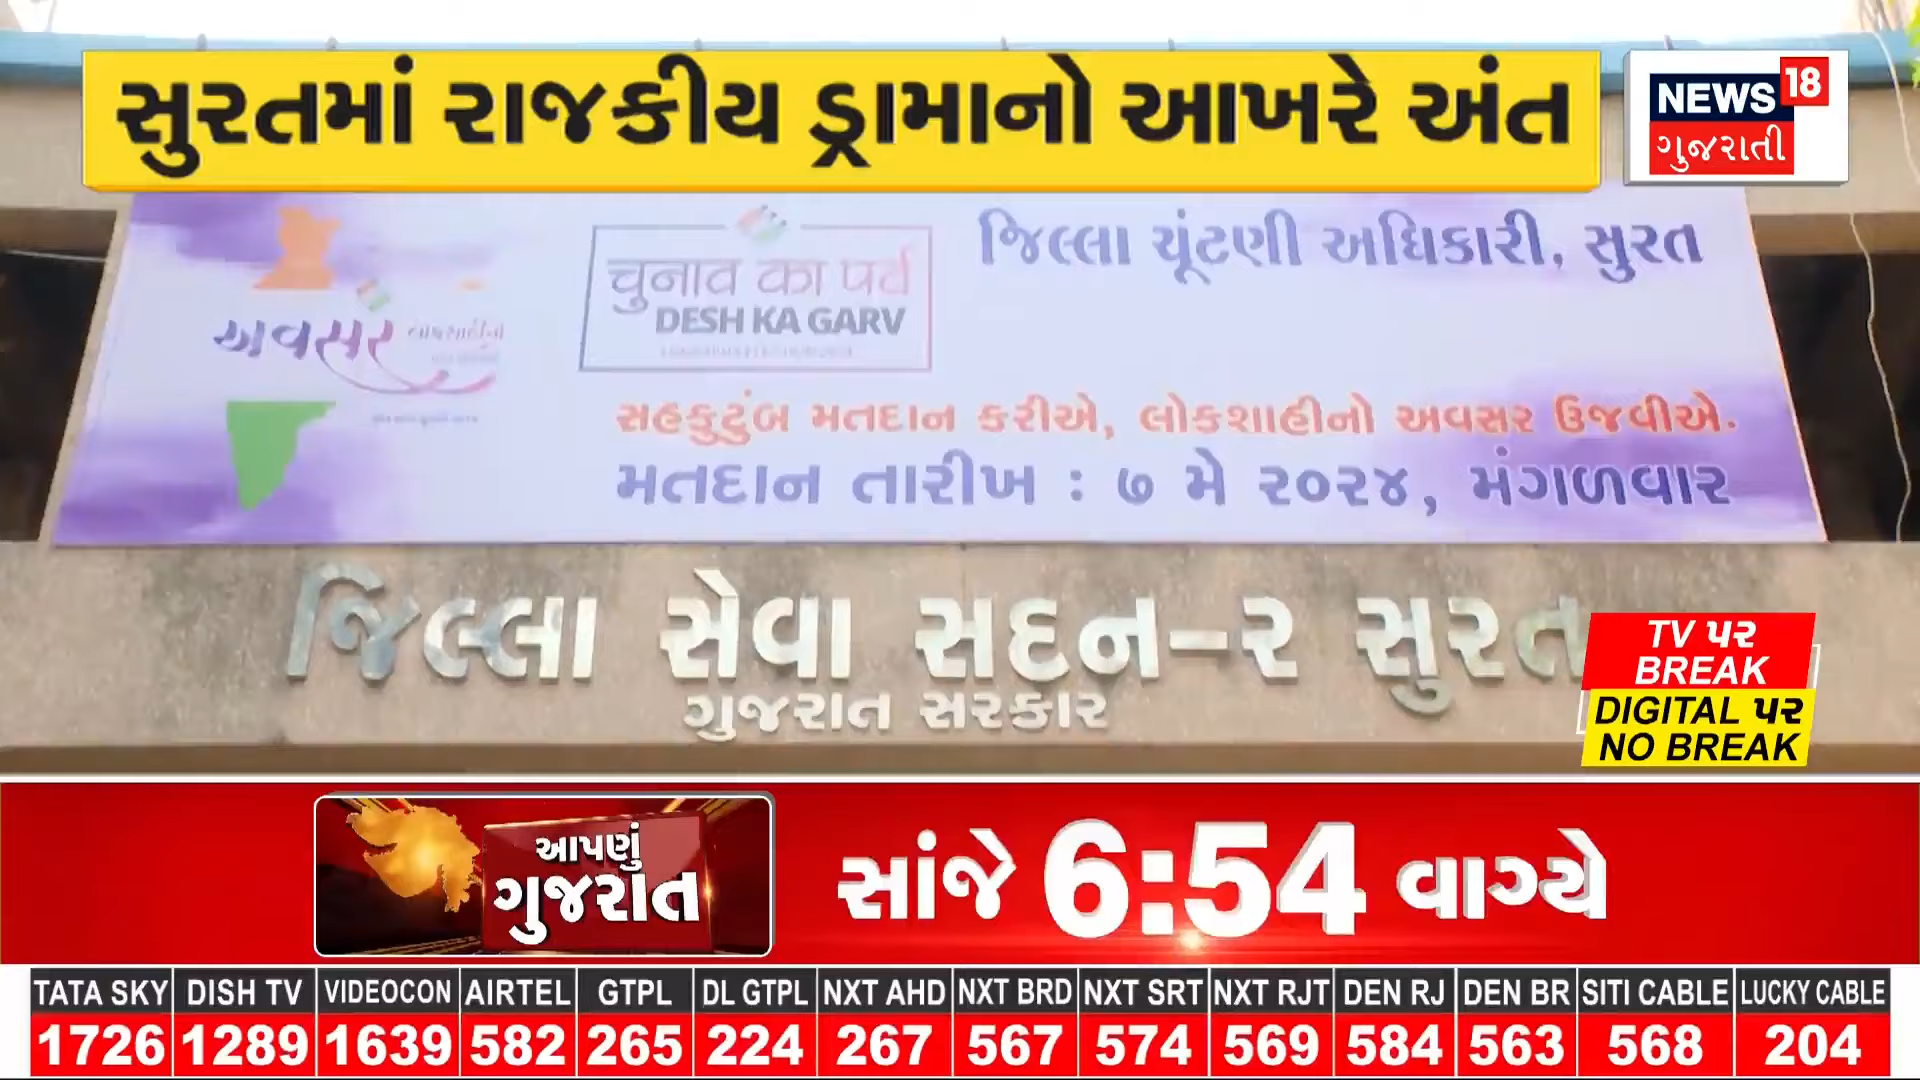 સુરતમાં રાજકીય ડ્રામાનો આખરે અંત
NEWS 18
ગુજરાતી
જિલ્લા ચૂંટણી અધિકારી, સુરત
चुनाव का पर्व
DESH KA GARV
અવસર
સહકુટુંબ મતદાન કરીએ, લોકશાહીનો અવસર ઉજવીએ.
મતદાન તારીખ : ૭ મે ૨૦૨૪, મંગળવાર
જિલ્લા સેવા સદન-૨ સુરત
ગુજરાત સરકાર
TV પર
BREAK
DIGITAL પર
NO BREAK
આપણું
ગુજરાત
સાંજે 6:54 વાગ્યે
TATA SKY DISH TV VIDEOCON AIRTEL GTPL DL GTPL NXT AHD NXT BRD NXT SRT NXT RJT DEN RJ DEN BR SITI CABLE LUCKY CABLE
1726 1289 1639 582 265 224 267 567 574 569 584 563 568 204